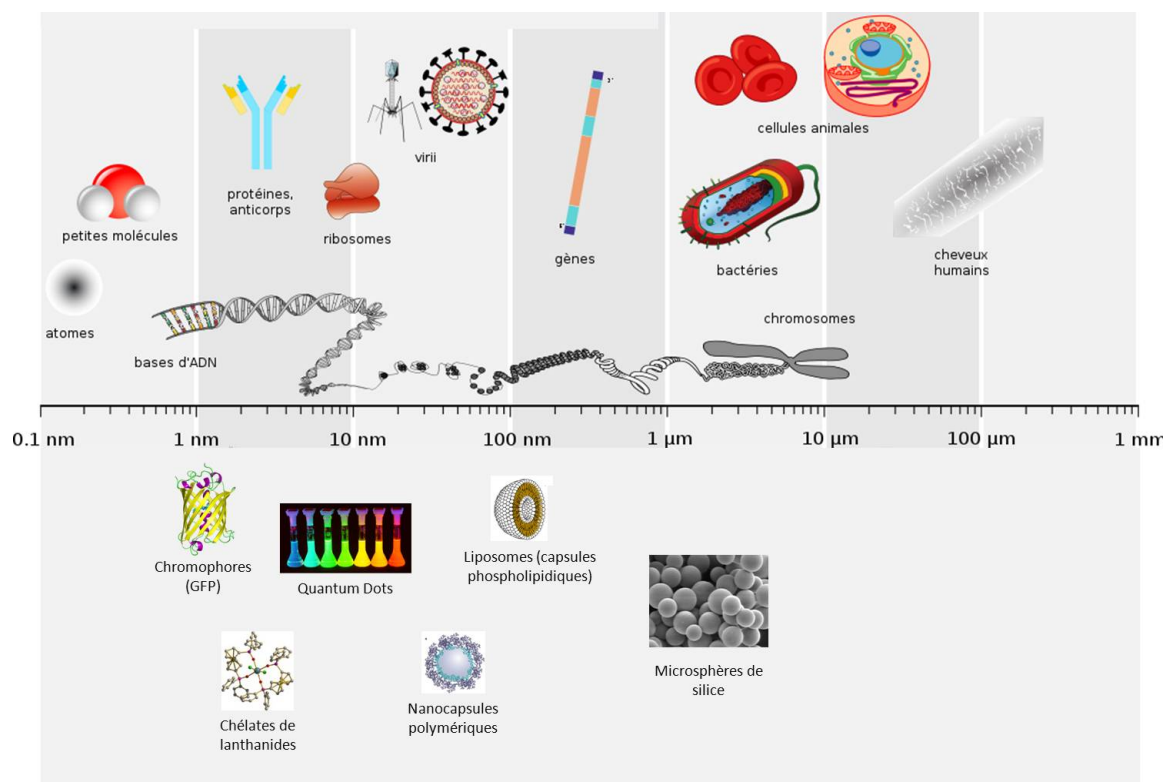 virii
cellules animales
protéines,
anticorps
petites molécules
ribosomes
gènes
bactéries
cheveux
humains
atomes
bases d'ADN
chromosomes
0.1 nm 1 nm 10 nm 100 nm 1 µm 10 µm 100 µm 1 mm
Chromophores
(GFP)
Quantum Dots
Liposomes (capsules
phospholipidiques)
Microsphères de
silice
Chélates de
lanthanides
Nanocapsules
polymériques